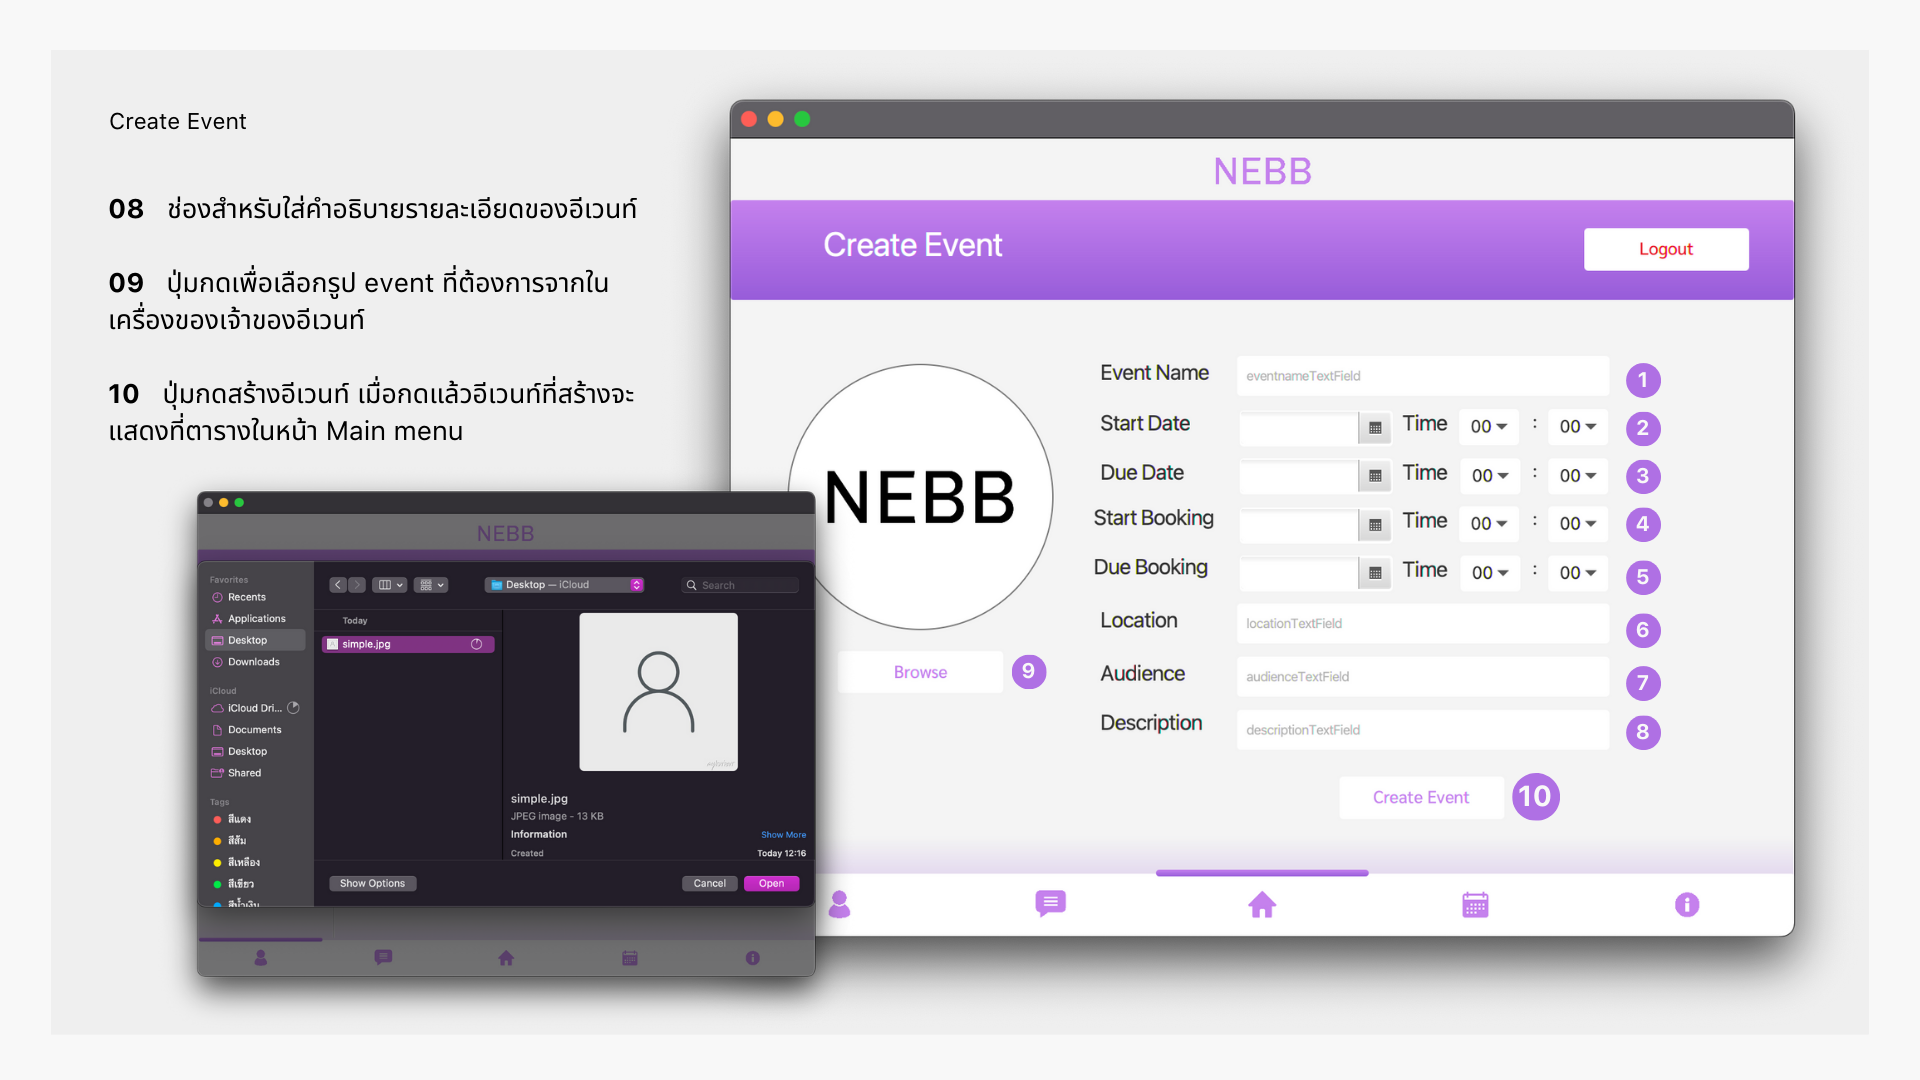 Create Event
08 ช่องสำหรับใส่คำอธิบายรายละเอียดของอีเวนท์
09 ปุ่มกดเพื่อเลือกรูป event ที่ต้องการจากใน
เครื่องของเจ้าของอีเวนท์
10 ปุ่มกดสร้างอีเวนท์ เมื่อกดแล้วอีเวนท์ที่สร้างจะ
แสดงที่ตารางในหน้า Main menu
NEBB
Create Event
Logout
NEBB
Browse 9
Event Name eventnameTextField 1
Start Date Time 00 : 00 2
Due Date Time 00 : 00 3
Start Booking Time 00 : 00 4
Due Booking Time 00 : 00 5
Location locationTextField 6
Audience audienceTextField 7
Description descriptionTextField 8
Create Event 10
NEBB
Favorites
Recents
Applications
Desktop
Downloads
iCloud
iCloud Dri...
Documents
Desktop
Shared
Tags
สีแดง
สีส้ม
สีเหลือง
สีเขียว
สีน้ำเงิน
Desktop — iCloud
Search
Today
simple.jpg
simple.jpg
JPEG image - 13 KB
Information Show More
Created Today 12:16
Show Options Cancel Open